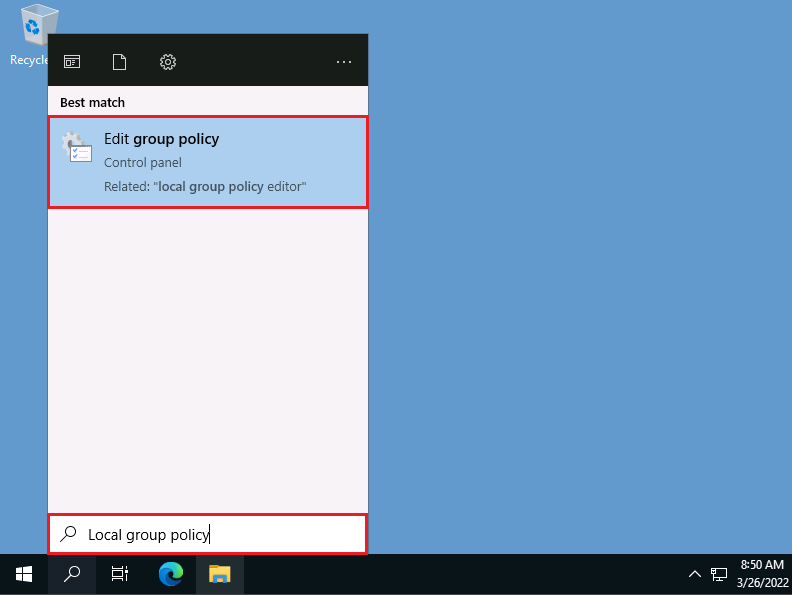 Recycle
Best match
Edit group policy
Control panel
Related: "local group policy editor"
Local group policy
8:50 AM
3/26/2022